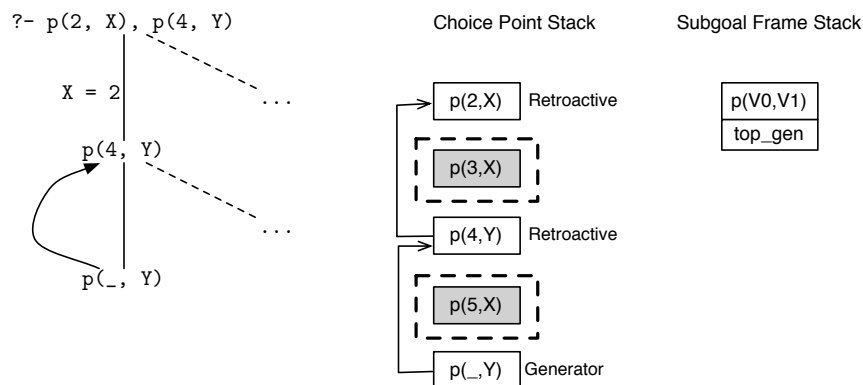 ?- p(2, X), p(4, Y)
X = 2
...
p(4, Y)
...
p(_, Y)
Choice Point Stack
p(2,X) Retroactive
p(3,X)
p(4,Y) Retroactive
p(5,X)
p(_,Y) Generator
Subgoal Frame Stack
p(V0,V1)
top_gen